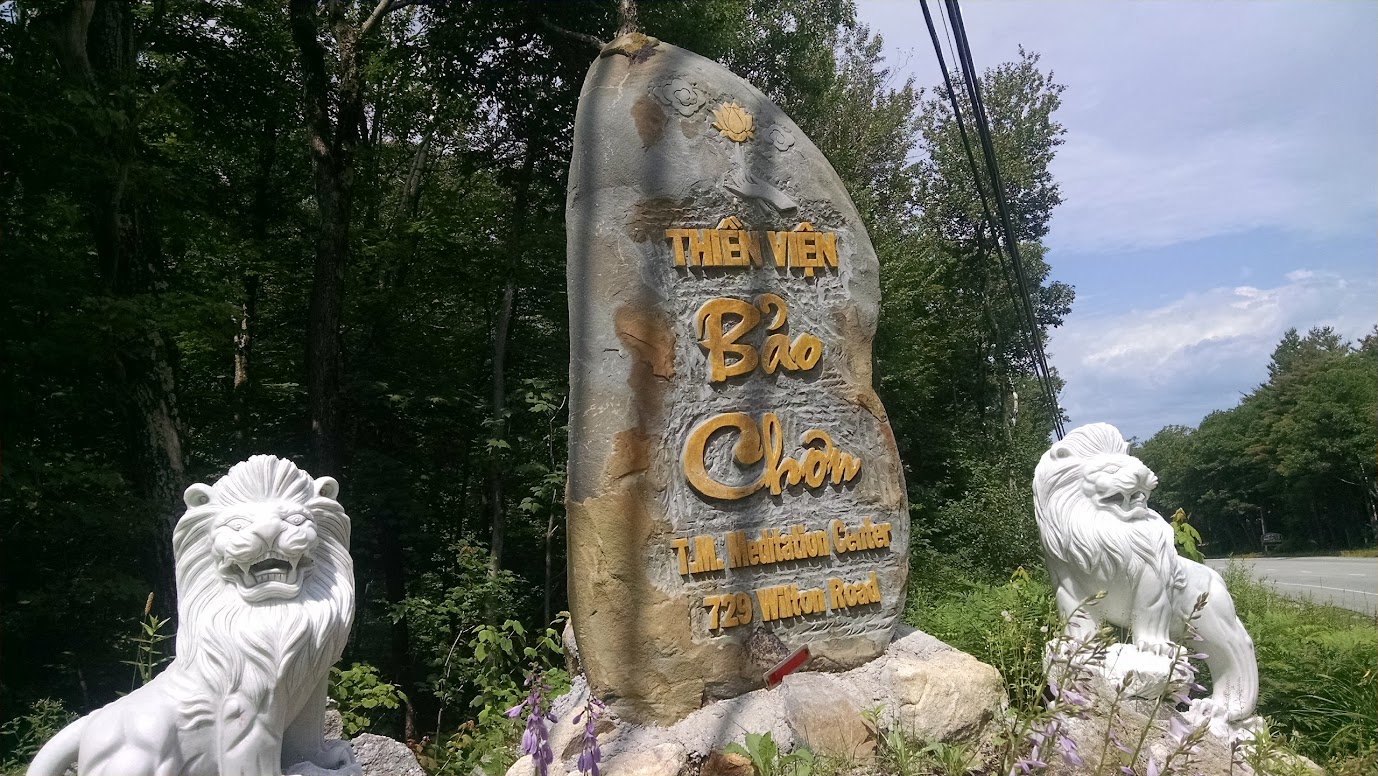 THIỀN VIỆN
Bảo
Chơn
T.M. Meditation Center
729 Wilton Road